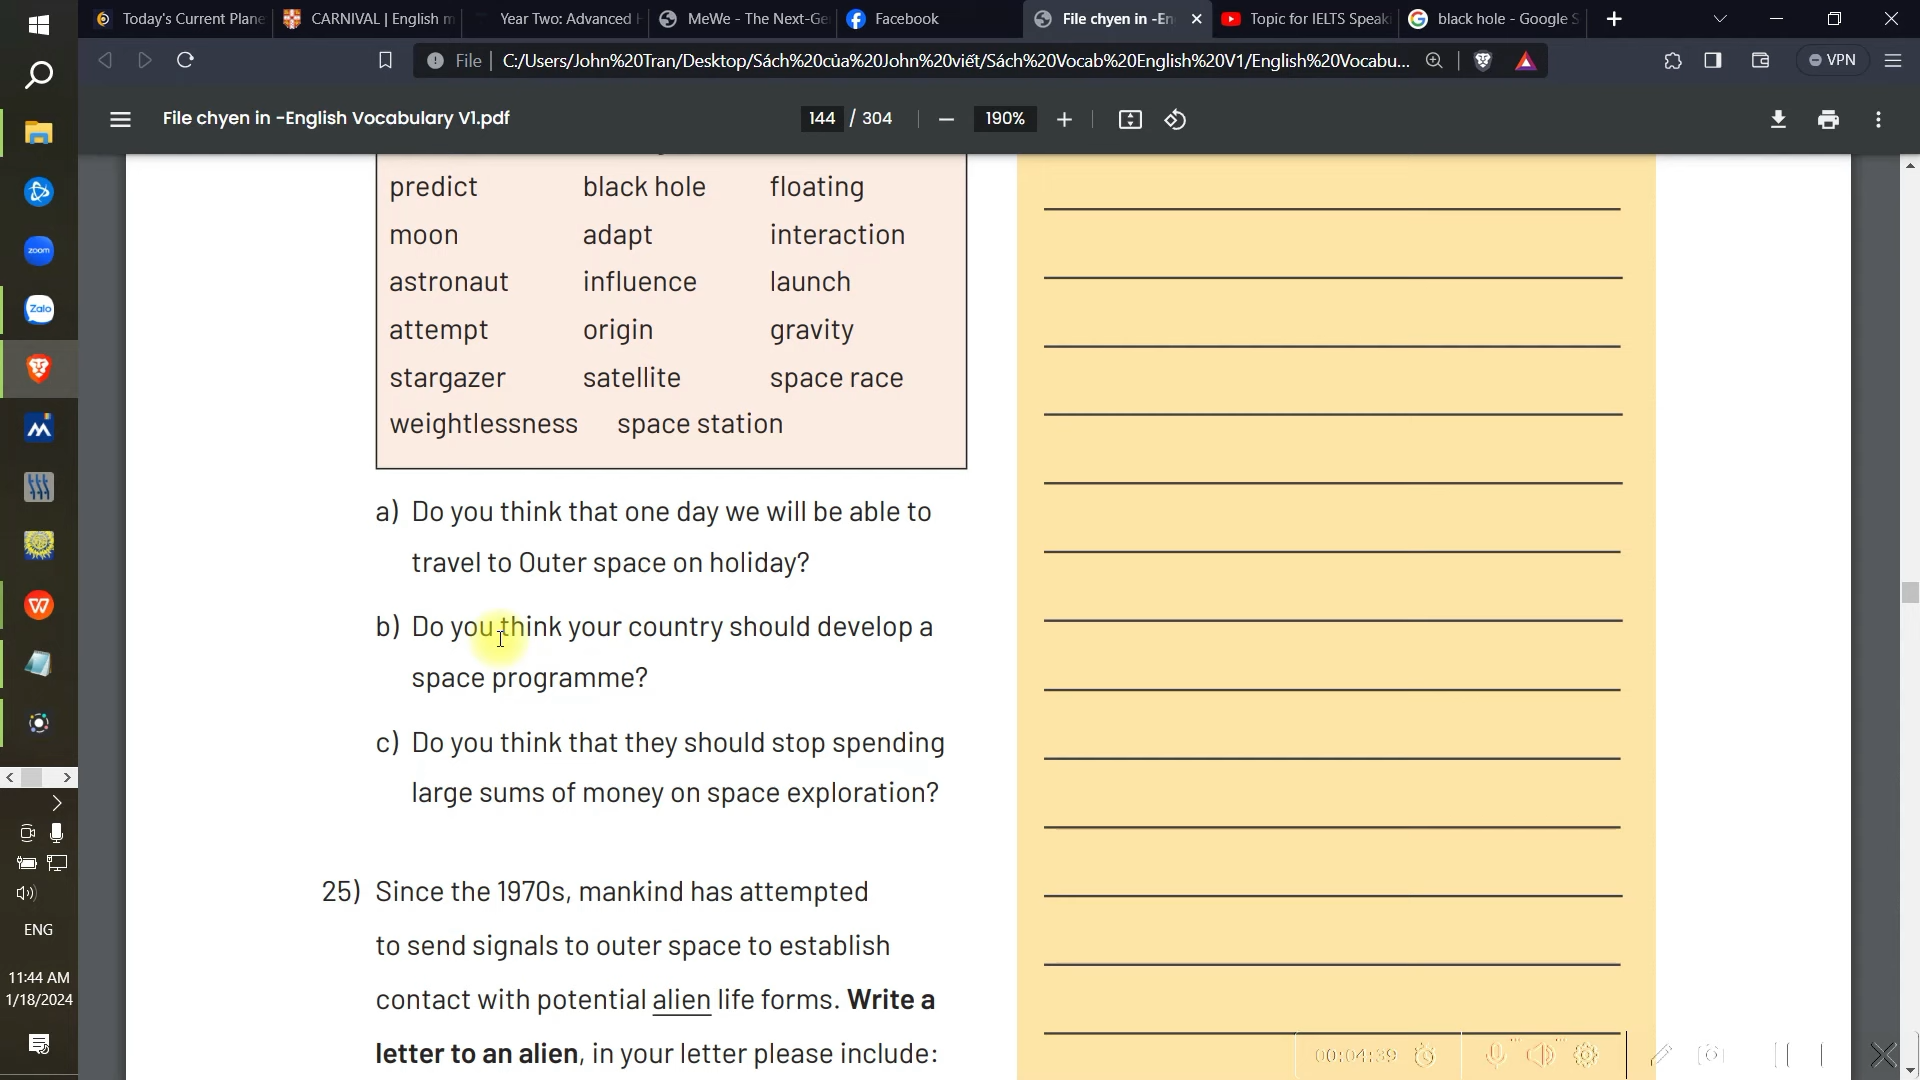 Today's Current Plane
CARNIVAL | English m
Year Two: Advanced H
MeWe - The Next-Ge
Facebook
File chyen in -En
Topic for IELTS Speaki
black hole - Google S
File
C:/Users/John%20Tran/Desktop/Sách%20của%20John%20viết/Sách%20Vocab%20English%20V1/English%20Vocabu...
VPN
File chyen in -English Vocabulary V1.pdf
144 / 304
190%
predict black hole floating
moon adapt interaction
astronaut influence launch
attempt origin gravity
stargazer satellite space race
weightlessness space station
a) Do you think that one day we will be able to
travel to Outer space on holiday?
b) Do you think your country should develop a
space programme?
c) Do you think that they should stop spending
large sums of money on space exploration?
25) Since the 1970s, mankind has attempted
to send signals to outer space to establish
contact with potential alien life forms. Write a
letter to an alien, in your letter please include:
zoom
Zalo
ENG
11:44 AM
1/18/2024
00:04:39